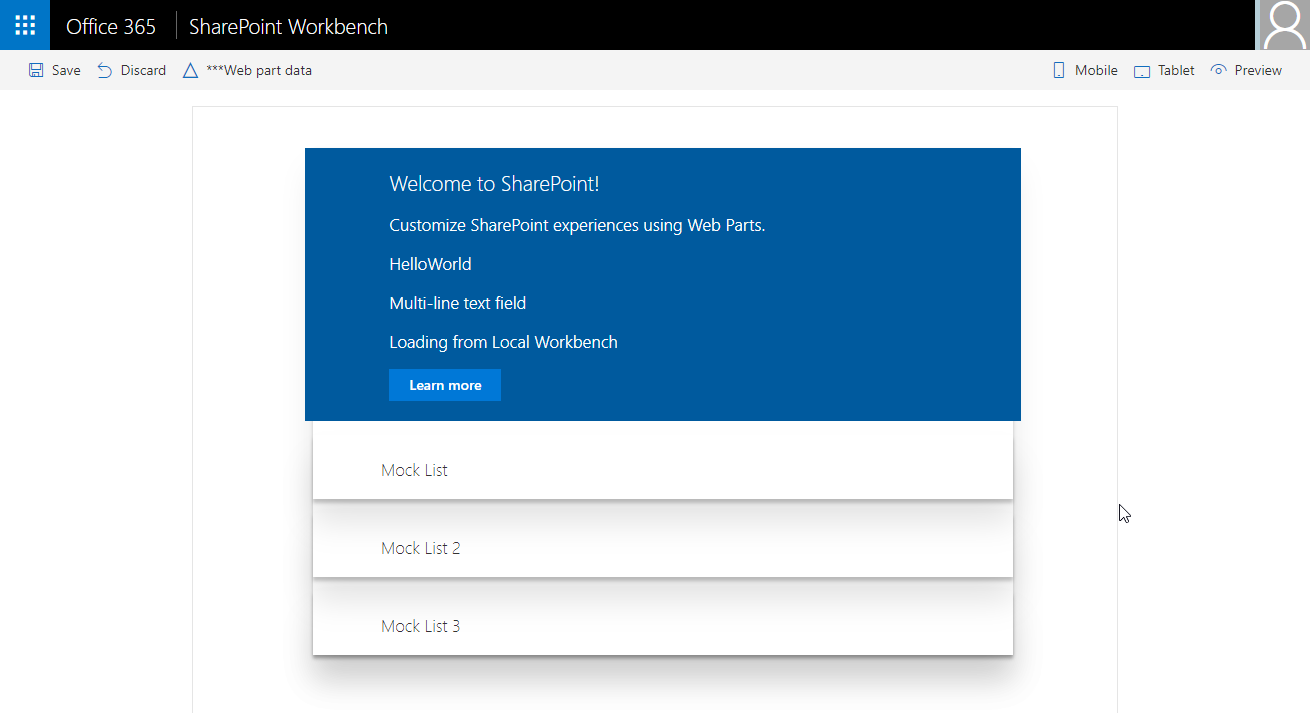 Office 365 SharePoint Workbench
Save Discard ***Web part data Mobile Tablet Preview
Welcome to SharePoint!
Customize SharePoint experiences using Web Parts.
HelloWorld
Multi-line text field
Loading from Local Workbench
Learn more
Mock List
Mock List 2
Mock List 3